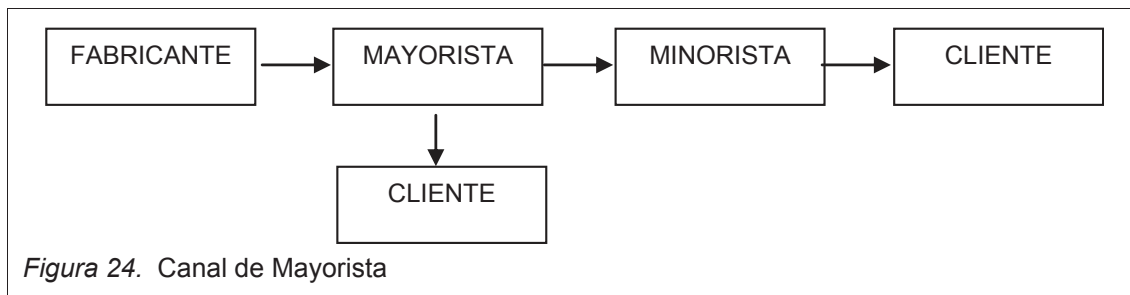 FABRICANTE MAYORISTA MINORISTA CLIENTE
CLIENTE
Figura 24. Canal de Mayorista